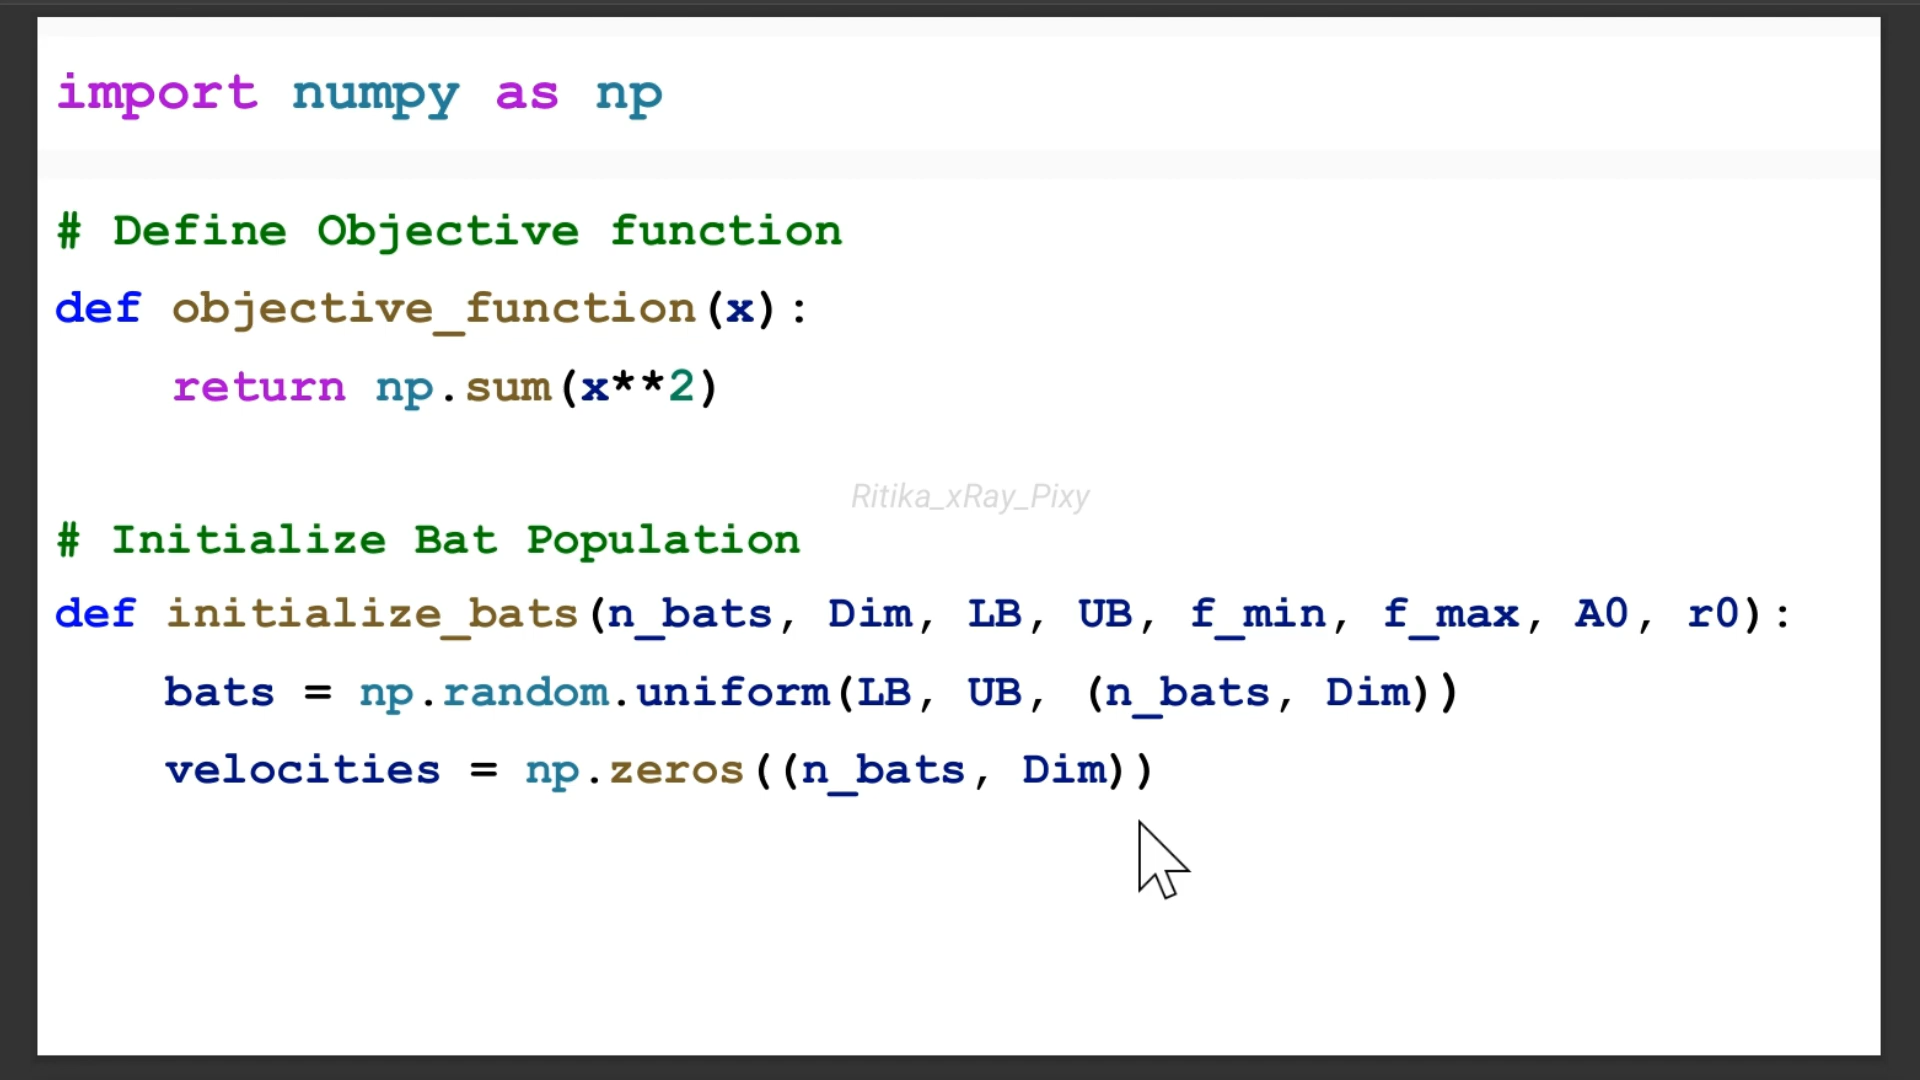 import numpy as np
# Define Objective function
def objective_function(x):
    return np.sum(x**2)
Ritika_xRay_Pixy
# Initialize Bat Population
def initialize_bats(n_bats, Dim, LB, UB, f_min, f_max, A0, r0):
    bats = np.random.uniform(LB, UB, (n_bats, Dim))
    velocities = np.zeros((n_bats, Dim))